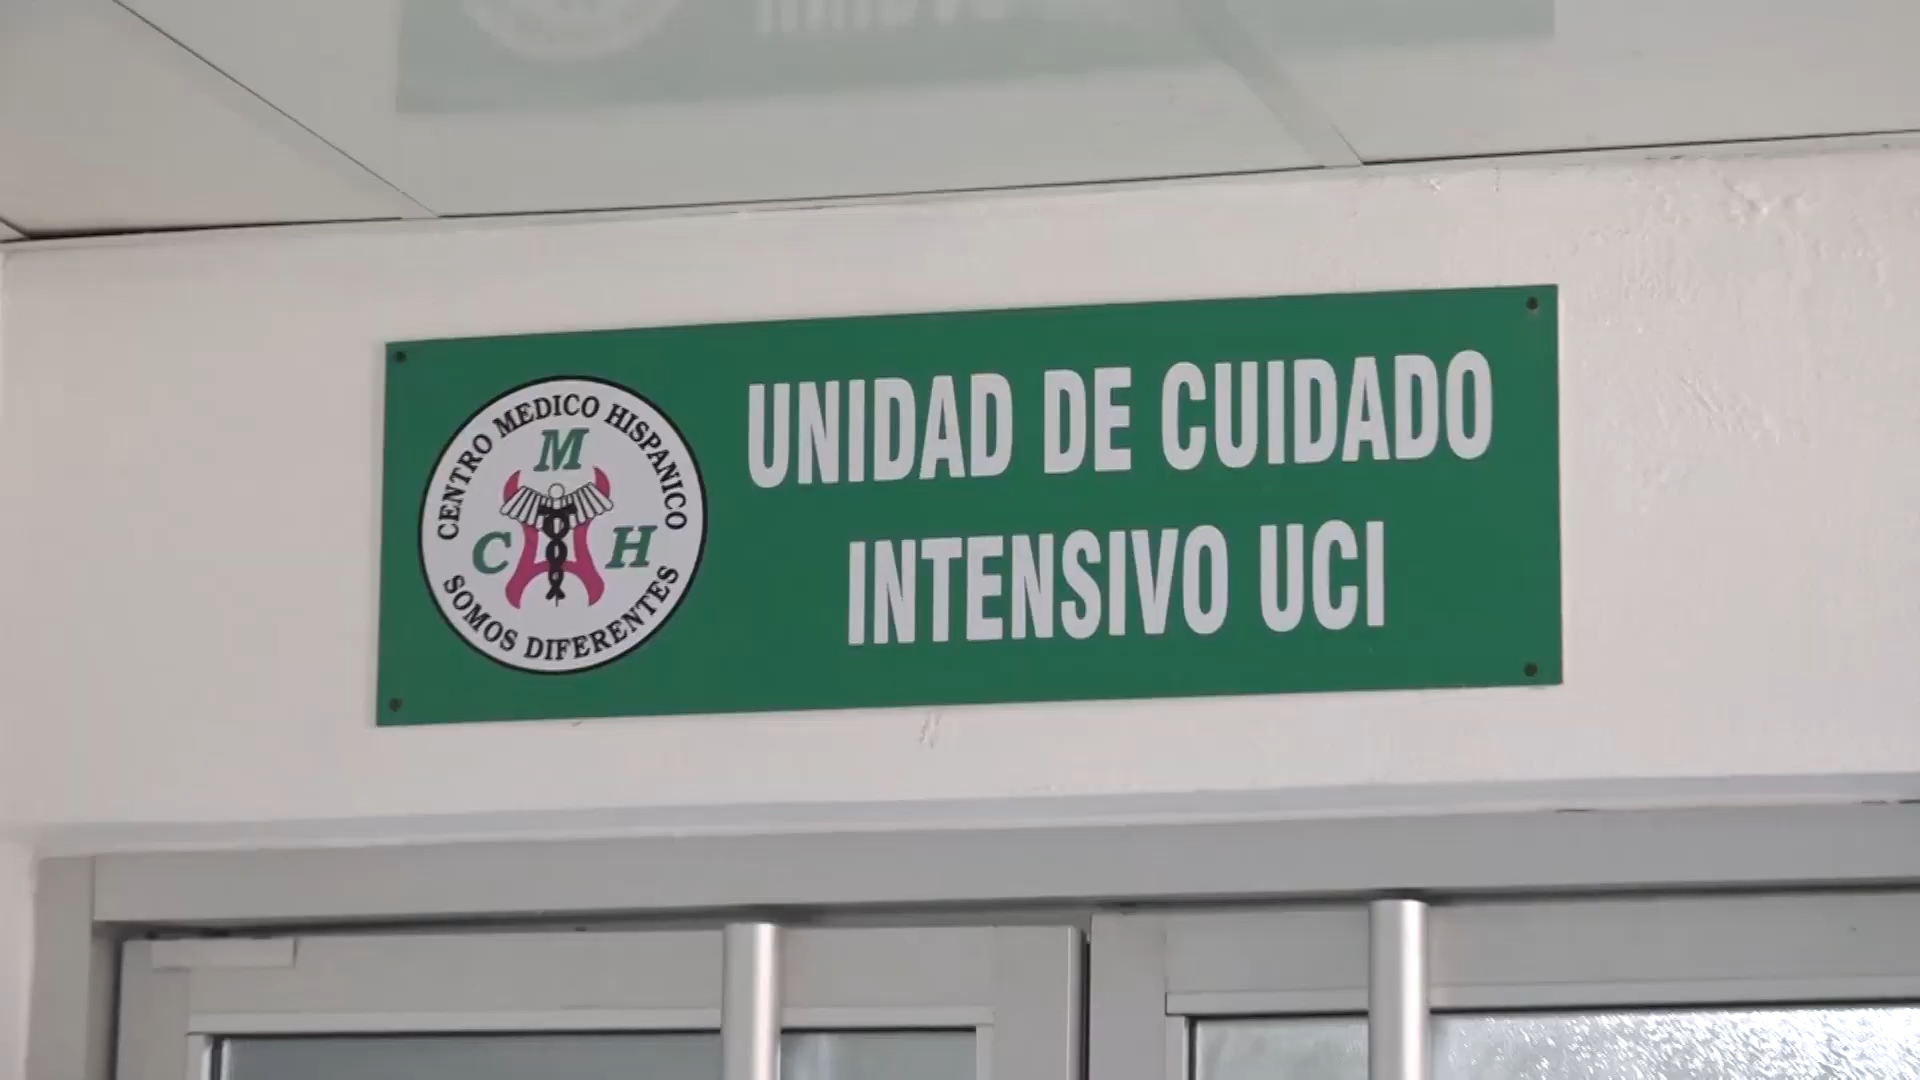 CENTRO MEDICO HISPANICO
M
C H
SOMOS DIFERENTES
UNIDAD DE CUIDADO
INTENSIVO UCI